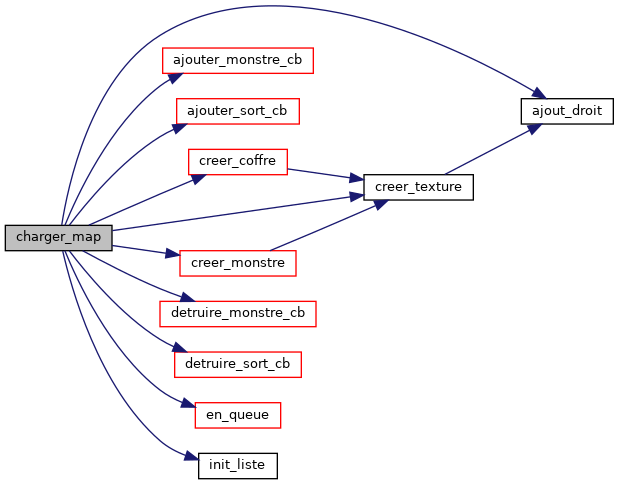 ajouter_monstre_cb
ajouter_sort_cb
ajout_droit
creer_coffre
creer_texture
charger_map
creer_monstre
detruire_monstre_cb
detruire_sort_cb
en_queue
init_liste